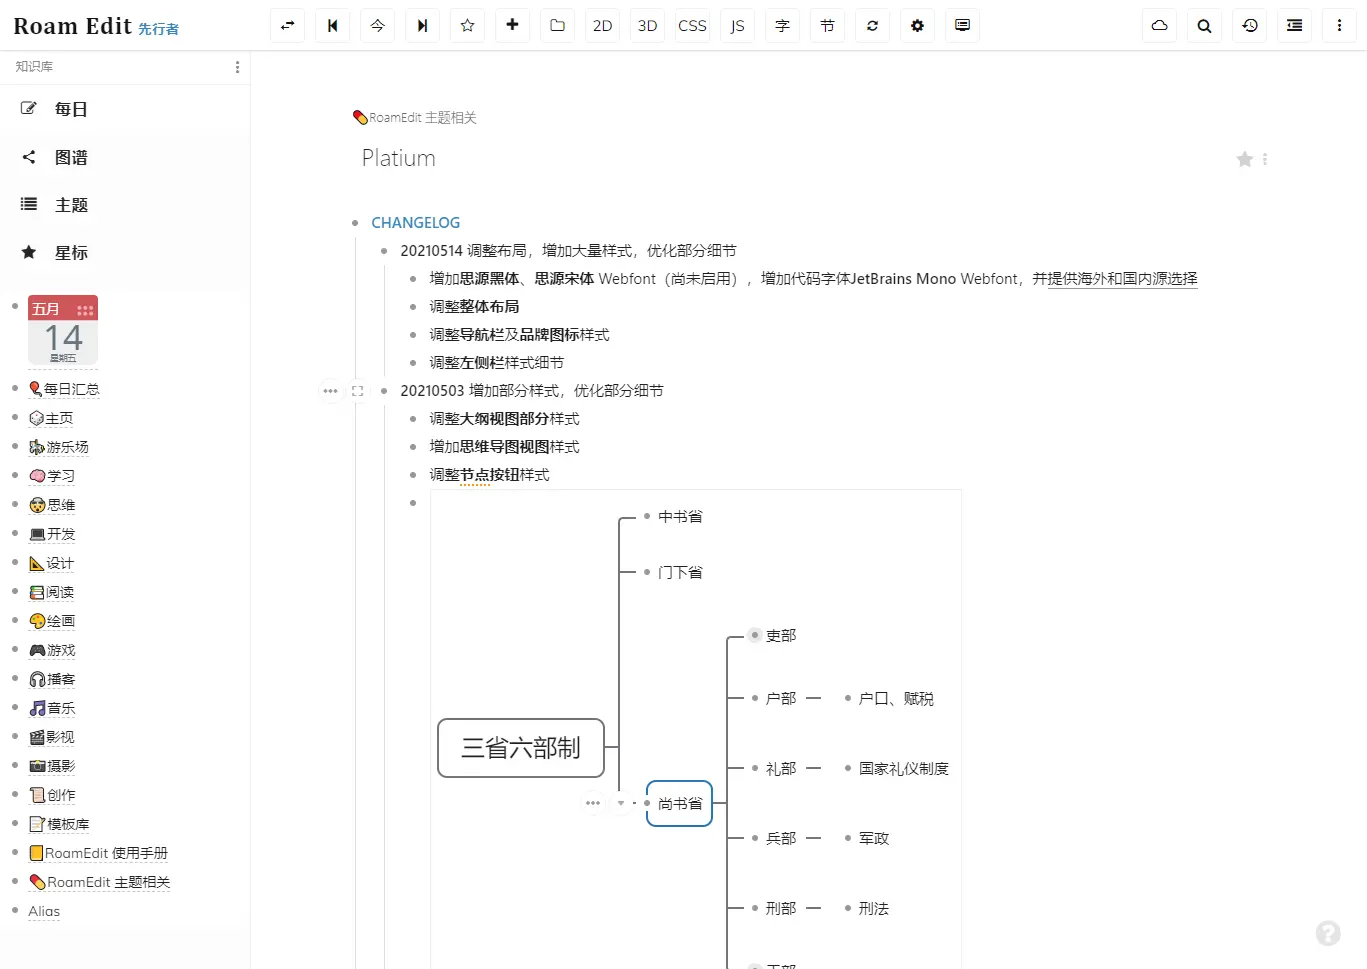 Roam Edit 先行者
今 2D 3D CSS JS 字 节
知识库
每日
图谱
主题
星标
五月
14
星期五
每日汇总
主页
游乐场
学习
思维
开发
设计
阅读
绘画
游戏
播客
音乐
影视
摄影
创作
模板库
RoamEdit 使用手册
RoamEdit 主题相关
Alias
RoamEdit 主题相关
Platium
CHANGELOG
20210514 调整布局，增加大量样式，优化部分细节
增加思源黑体、思源宋体 Webfont（尚未启用），增加代码字体JetBrains Mono Webfont，并提供海外和国内源选择
调整整体布局
调整导航栏及品牌图标样式
调整左侧栏样式细节
20210503 增加部分样式，优化部分细节
调整大纲视图部分样式
增加思维导图视图样式
调整节点按钮样式
中书省
门下省
吏部
户部
户口、赋税
三省六部制
礼部
国家礼仪制度
尚书省
兵部
军政
刑部
刑法